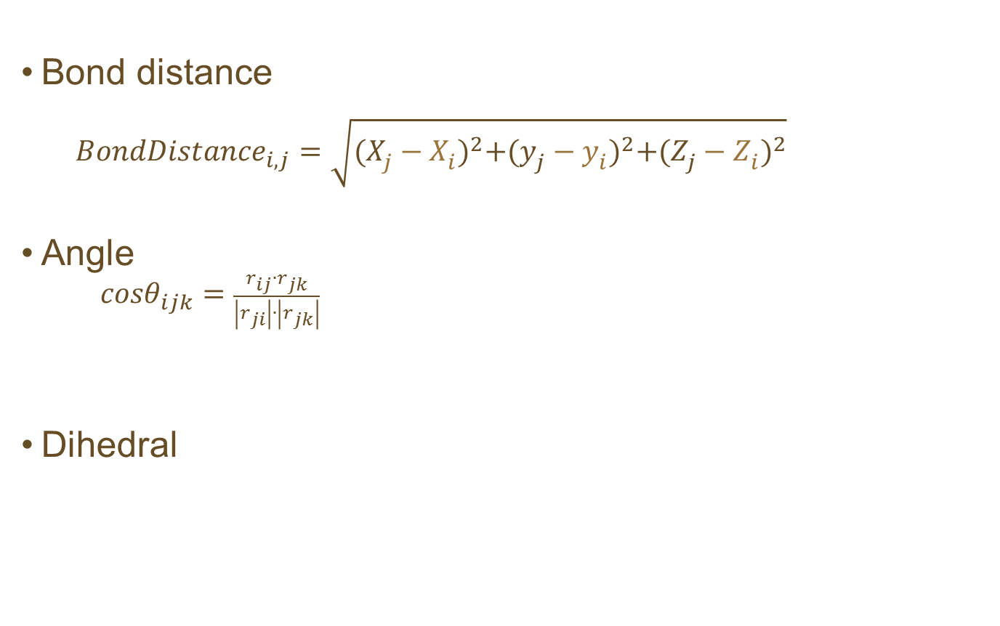 • Bond distance
BondDistance_{i,j} = √((X_j − X_i)²+(y_j − y_i)²+(Z_j − Z_i)²)
• Angle
cosθ_{ijk} = \frac{r_{ij}·r_{jk}}{|r_{ji}|·|r_{jk}|}
• Dihedral